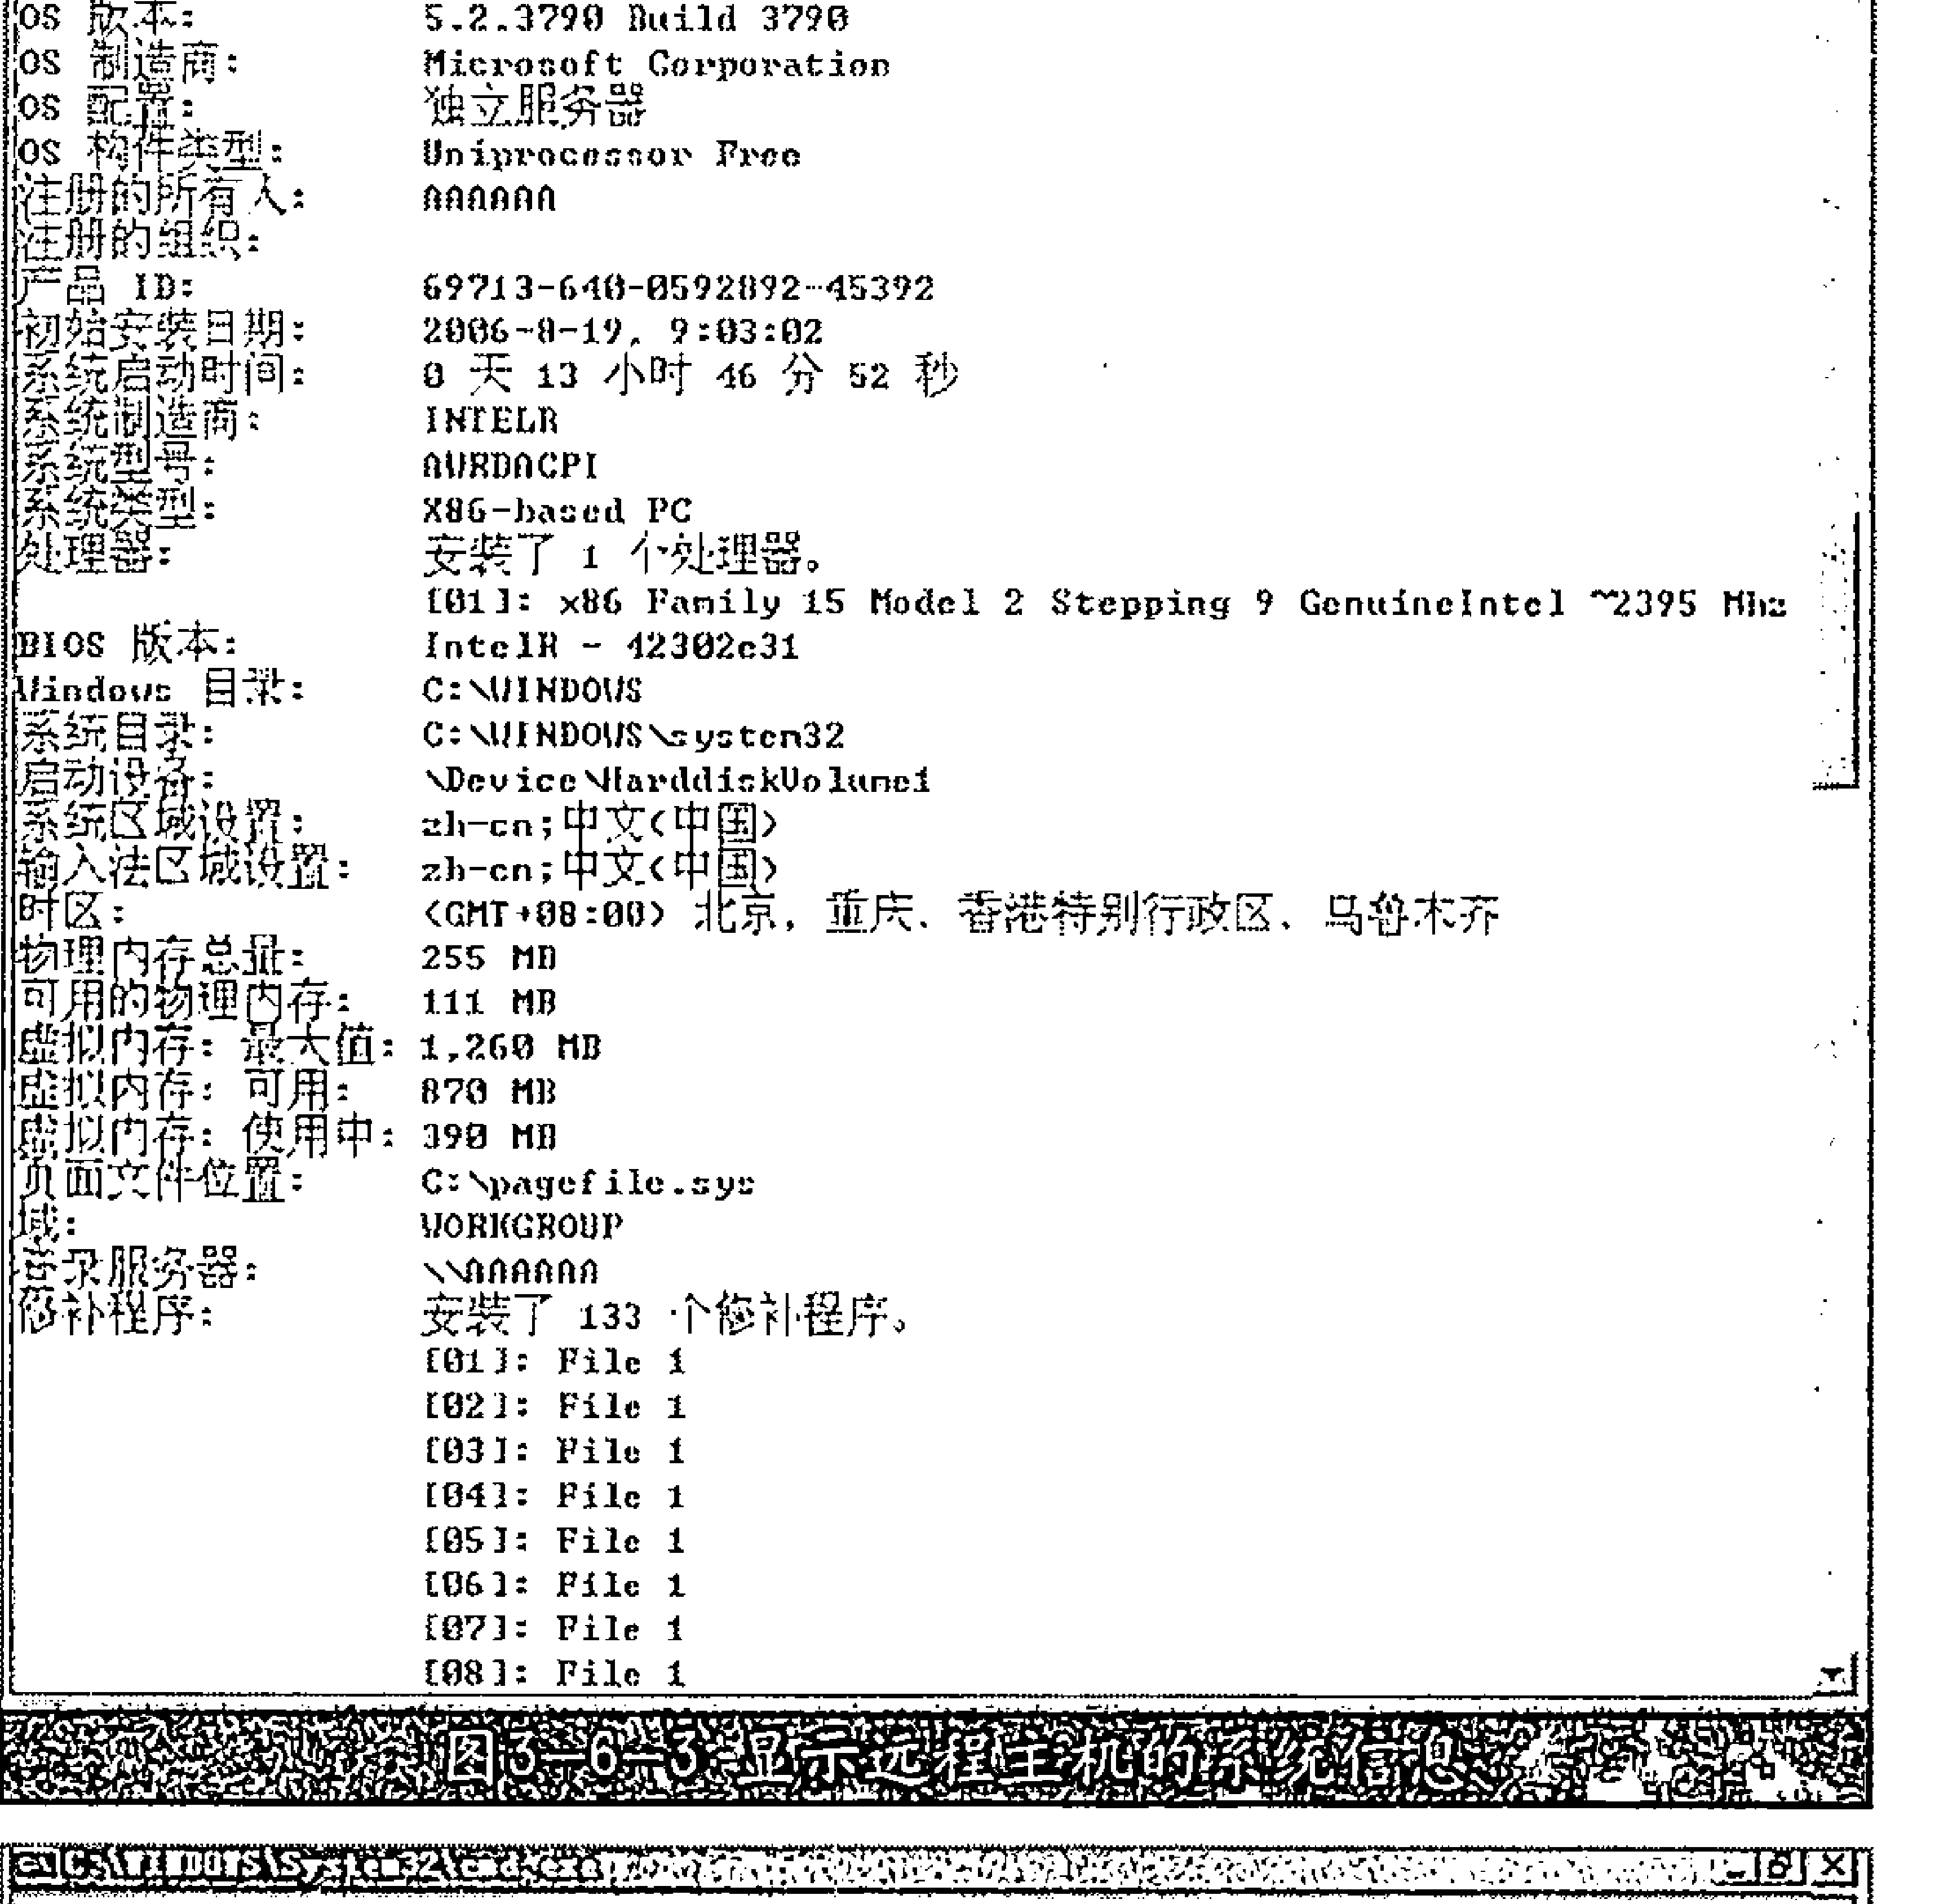 OS 版本: 5.2.3790 Build 3790
OS 制造商: Microsoft Corporation
OS 配置: 独立服务器
OS 构件类型: Uniprocessor Free
注册的所有人: AAAAAA
注册的组织:
产品 ID: 69713-640-0592892-45392
初始安装日期: 2006-8-19, 9:03:02
系统启动时间: 0 天 13 小时 46 分 52 秒
系统制造商: INTELR
系统型号: AWRDACPI
系统类型: X86-based PC
处理器: 安装了 1 个处理器。
[01]: x86 Family 15 Model 2 Stepping 9 GenuineIntel ~2395 Mhz
BIOS 版本: IntelR - 42302e31
Windows 目录: C:\WINDOWS
系统目录: C:\WINDOWS\system32
启动设备: \Device\HarddiskVolume1
系统区域设置: zh-cn;中文(中国)
输入法区域设置: zh-cn;中文(中国)
时区: (GMT+08:00) 北京, 重庆、香港特别行政区、乌鲁木齐
物理内存总量: 255 MB
可用的物理内存: 111 MB
虚拟内存: 最大值: 1,260 MB
虚拟内存: 可用: 870 MB
虚拟内存: 使用中: 390 MB
页面文件位置: C:\pagefile.sys
域: WORKGROUP
登录服务器: \\AAAAAA
修补程序: 安装了 133 个修补程序。
[01]: File 1
[02]: File 1
[03]: File 1
[04]: File 1
[05]: File 1
[06]: File 1
[07]: File 1
[08]: File 1
图3-6-3 显示远程主机的系统信息
C:\WINDOWS\System32\cmd.exe